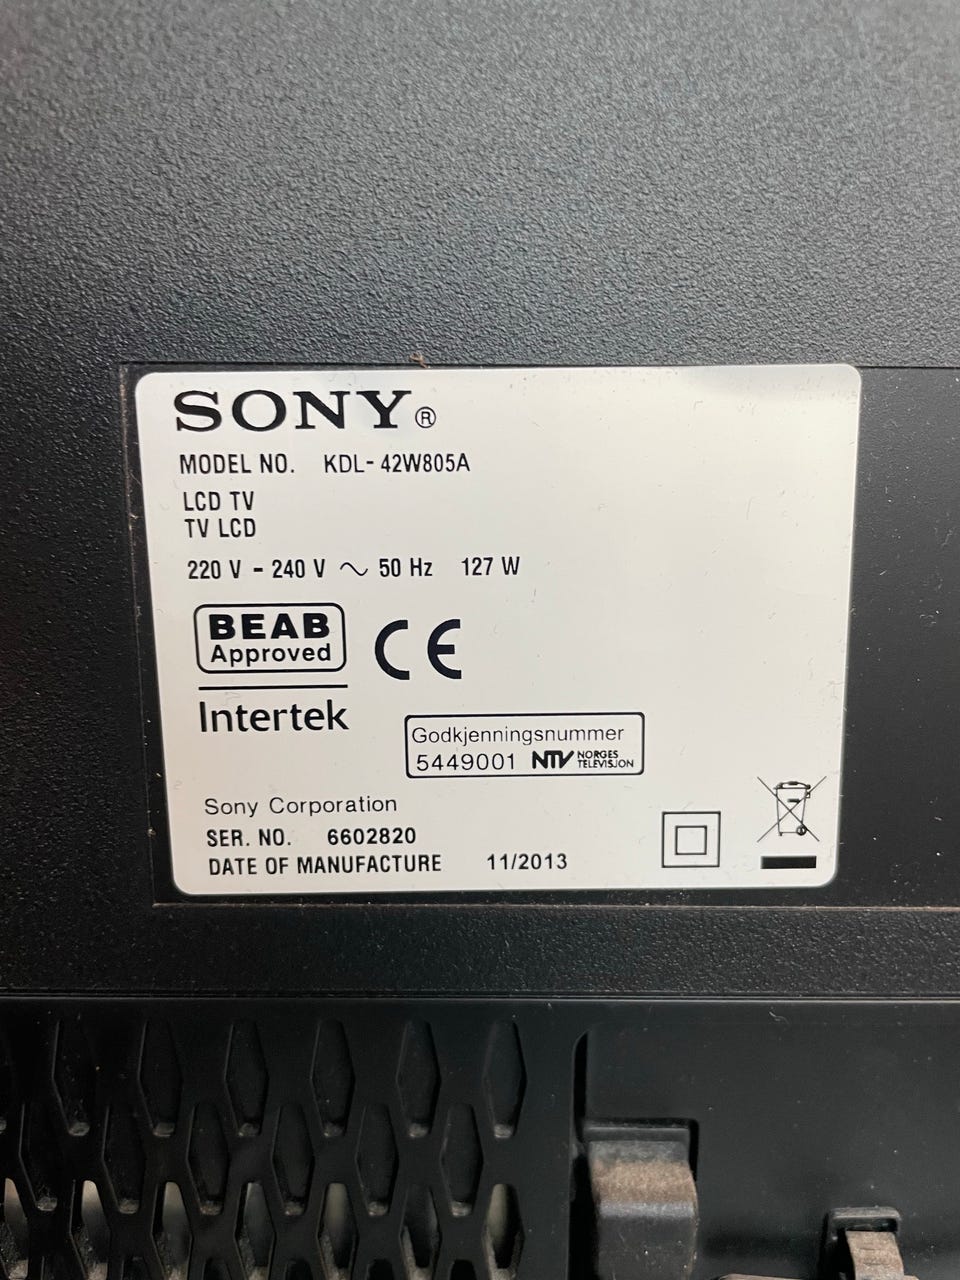 SONY®
MODEL NO. KDL-42W805A
LCD TV
TV LCD
220 V - 240 V ~ 50 Hz 127 W
BEAB
Approved
CE
Intertek
Godkjenningsnummer
5449001 NTV NORGES TELEVISJON
Sony Corporation
SER. NO. 6602820
DATE OF MANUFACTURE 11/2013